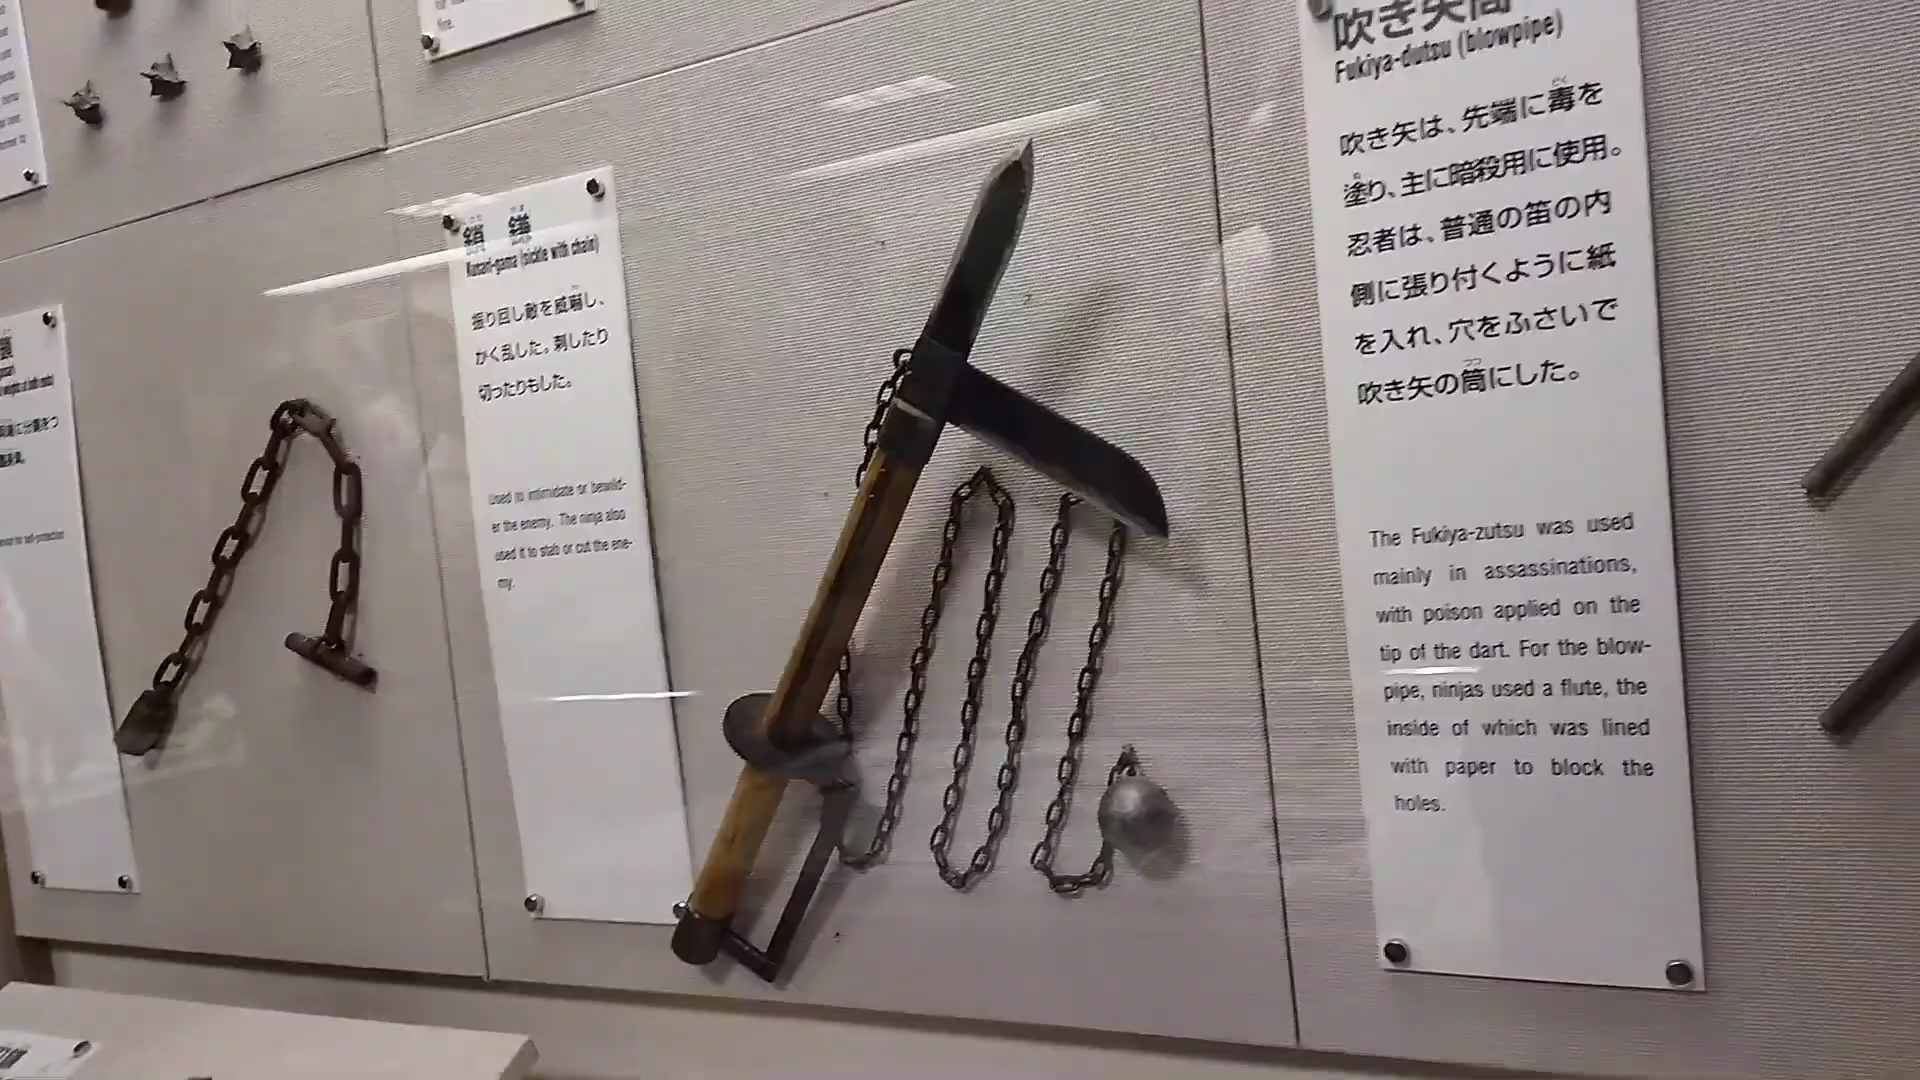 fire.
鎖 鎌
Kusari-gama (sickle with chain)
振り回し敵を威嚇し、
かく乱した。刺したり
切ったりもした。
Used to intimidate or bewild-
er the enemy. The ninja also
used it to stab or cut the ene-
my.
吹き矢筒
Fukiya-dutsu (blowpipe)
吹き矢は、先端に毒を
塗り、主に暗殺用に使用。
忍者は、普通の笛の内
側に張り付くように紙
を入れ、穴をふさいで
吹き矢の筒にした。
The Fukiya-zutsu was used
mainly in assassinations,
with poison applied on the
tip of the dart. For the blow-
pipe, ninjas used a flute, the
inside of which was lined
with paper to block the
holes.